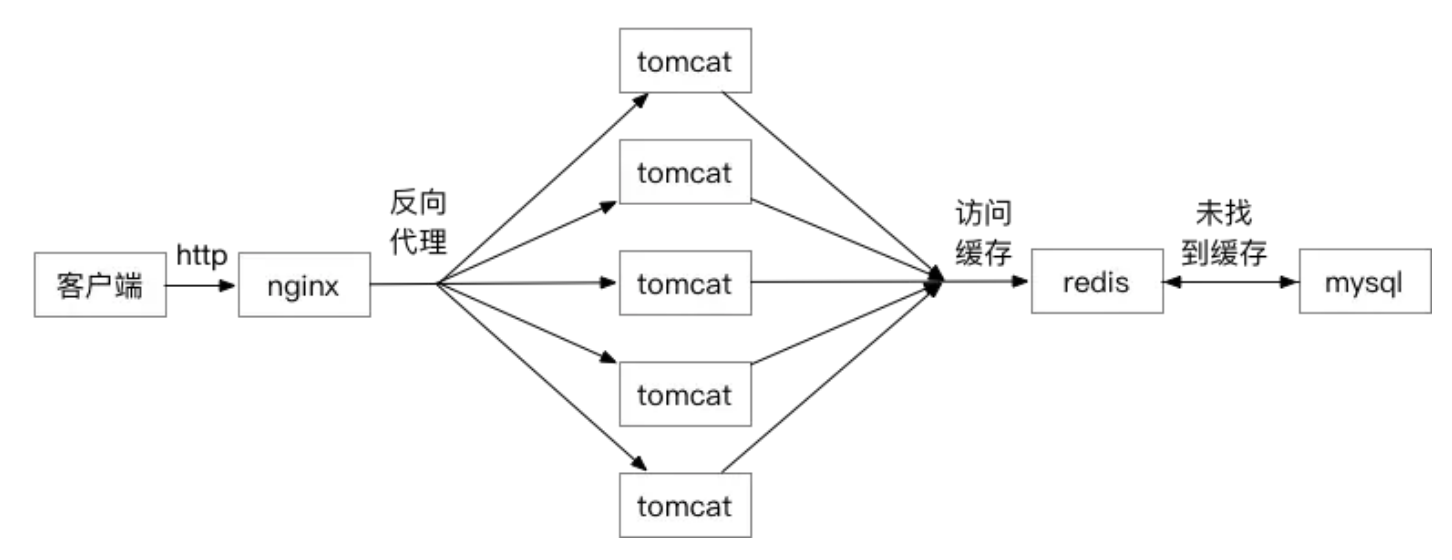 tomcat
tomcat
反向
代理
访问
缓存
未找
到缓存
http
客户端
nginx
tomcat
redis
mysql
tomcat
tomcat